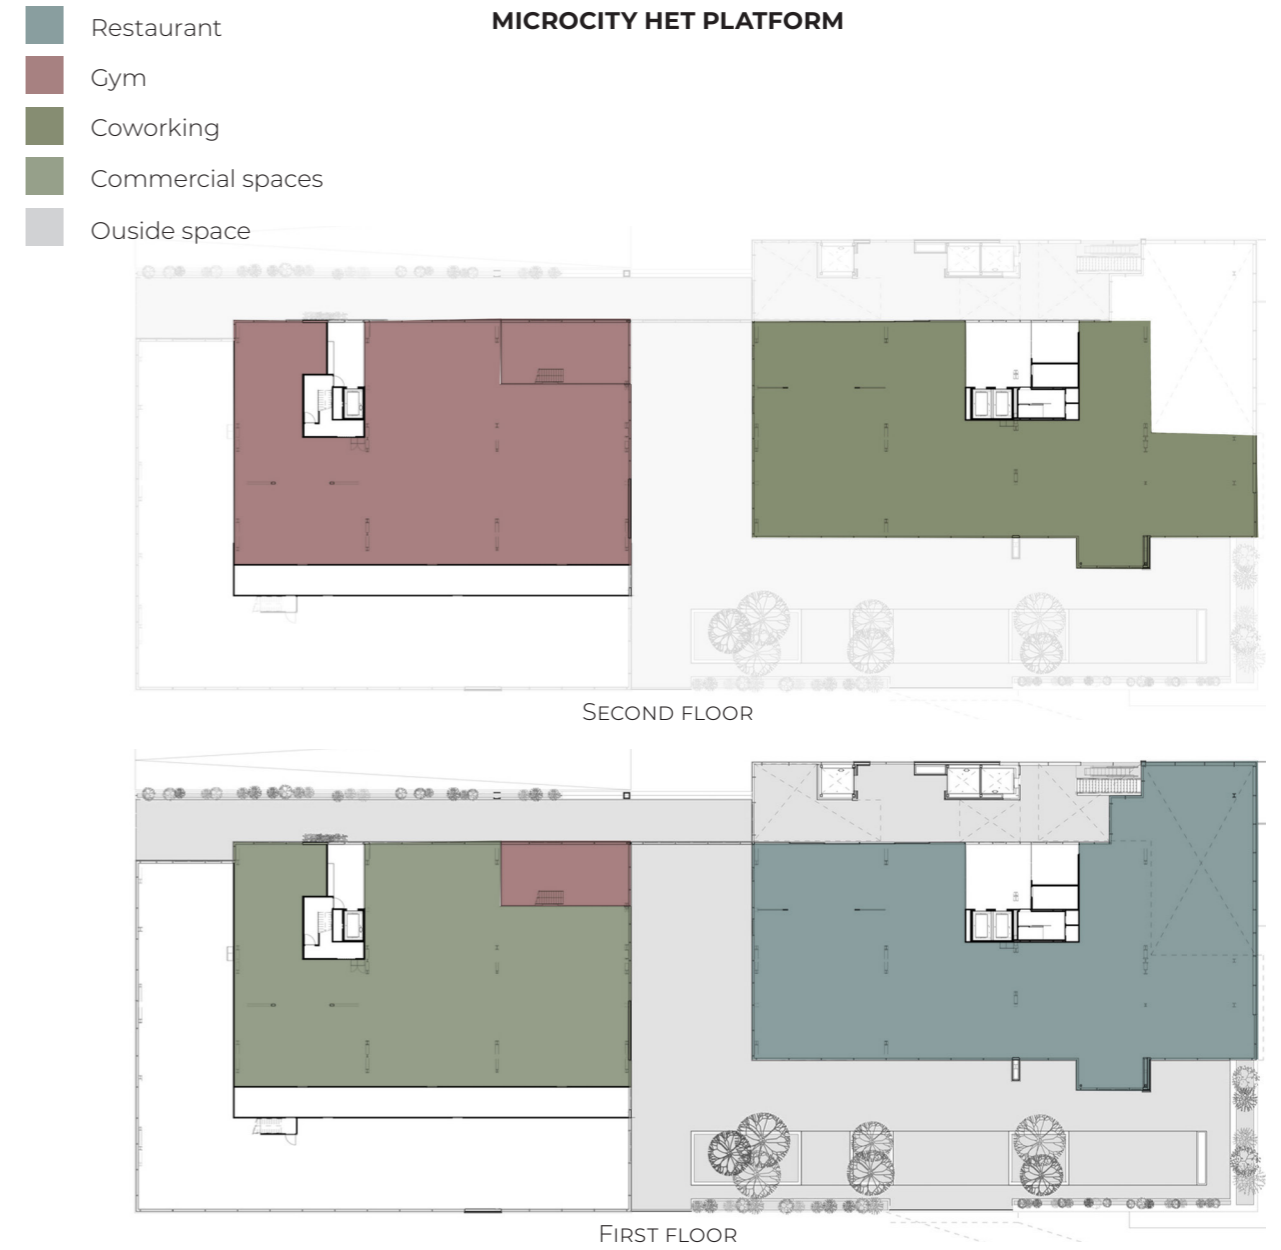 MICROCITY HET PLATFORM
Restaurant
Gym
Coworking
Commercial spaces
Ouside space
Second floor
First floor